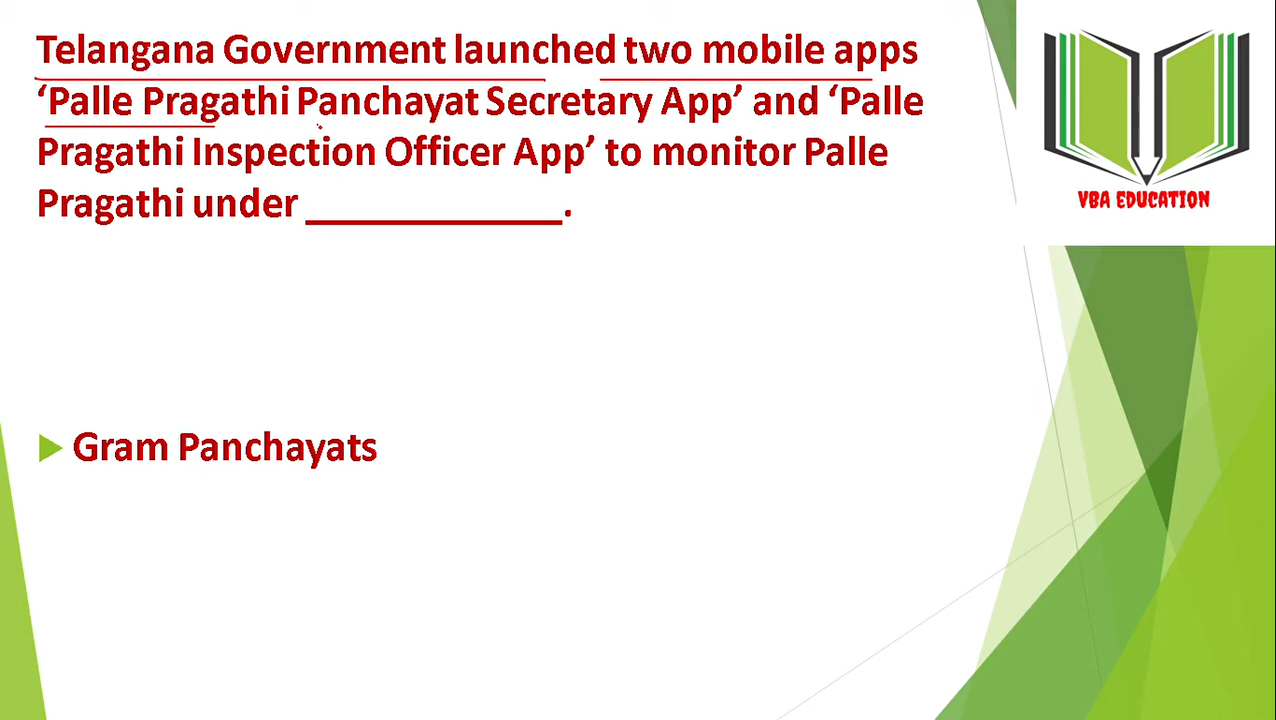 Telangana Government launched two mobile apps
‘Palle Pragathi Panchayat Secretary App’ and ‘Palle
Pragathi Inspection Officer App’ to monitor Palle
Pragathi under ____________.
VBA EDUCATION
Gram Panchayats